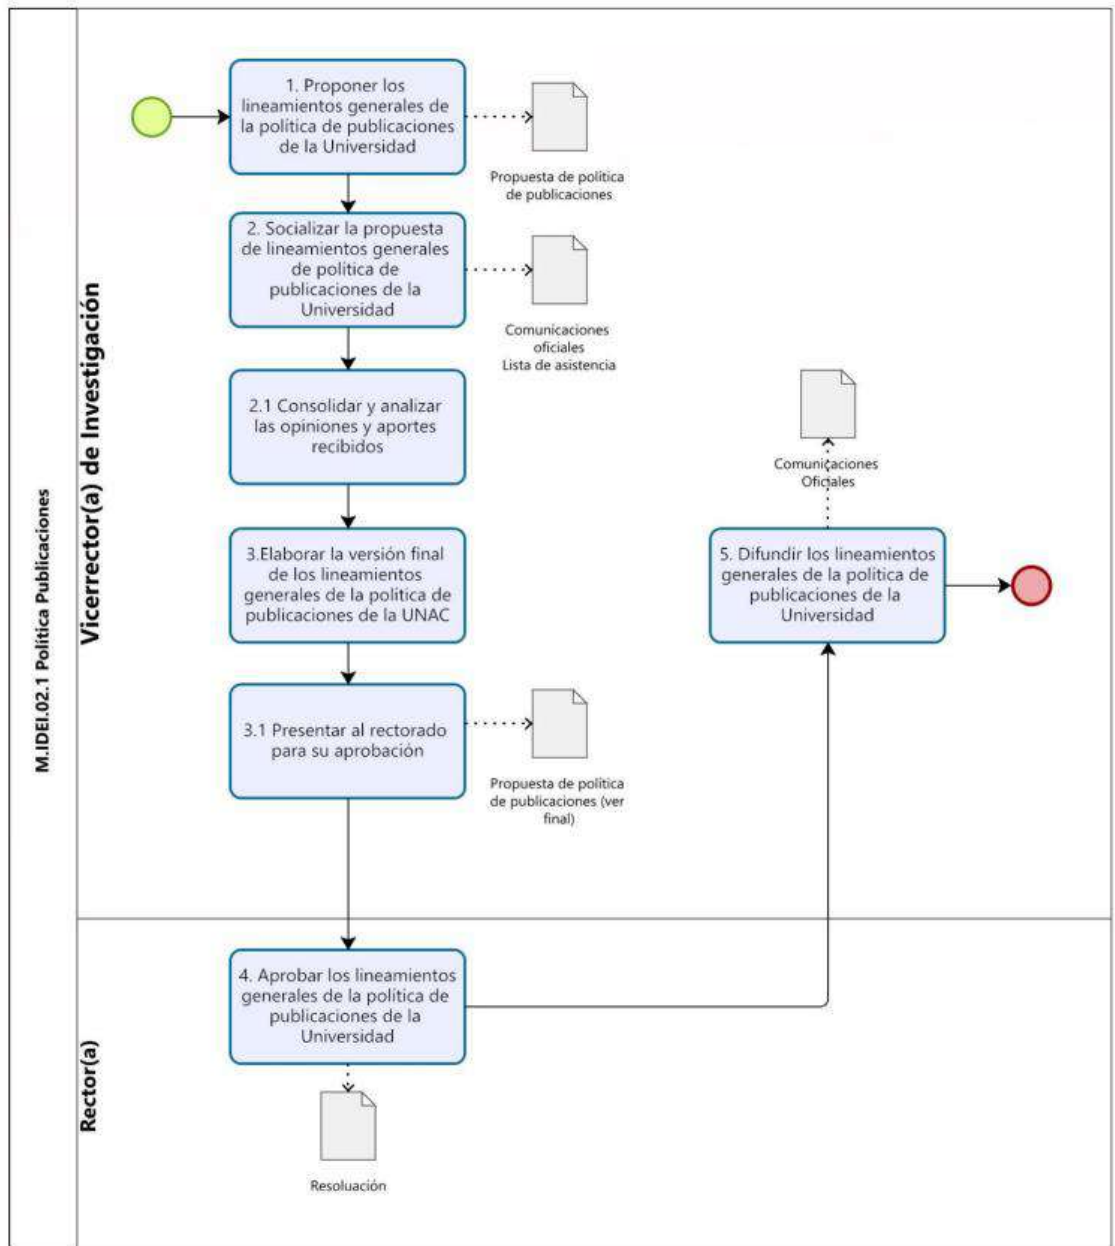 M.IDEI.02.1 Política Publicaciones
Vicerrector(a) de Investigación
1. Proponer los
lineamientos generales de
la política de publicaciones
de la Universidad
Propuesta de política
de publicaciones
2. Socializar la propuesta
de lineamientos generales
de política de
publicaciones de la
Universidad
Comunicaciones
oficiales
Lista de asistencia
2.1 Consolidar y analizar
las opiniones y aportes
recibidos
3.Elaborar la versión final
de los lineamientos
generales de la política de
publicaciones de la UNAC
3.1 Presentar al rectorado
para su aprobación
Propuesta de política
de publicaciones (ver
final)
Comunicaciones
Oficiales
5. Difundir los lineamientos
generales de la política de
publicaciones de la
Universidad
Rector(a)
4. Aprobar los lineamientos
generales de la política de
publicaciones de la
Universidad
Resoluación